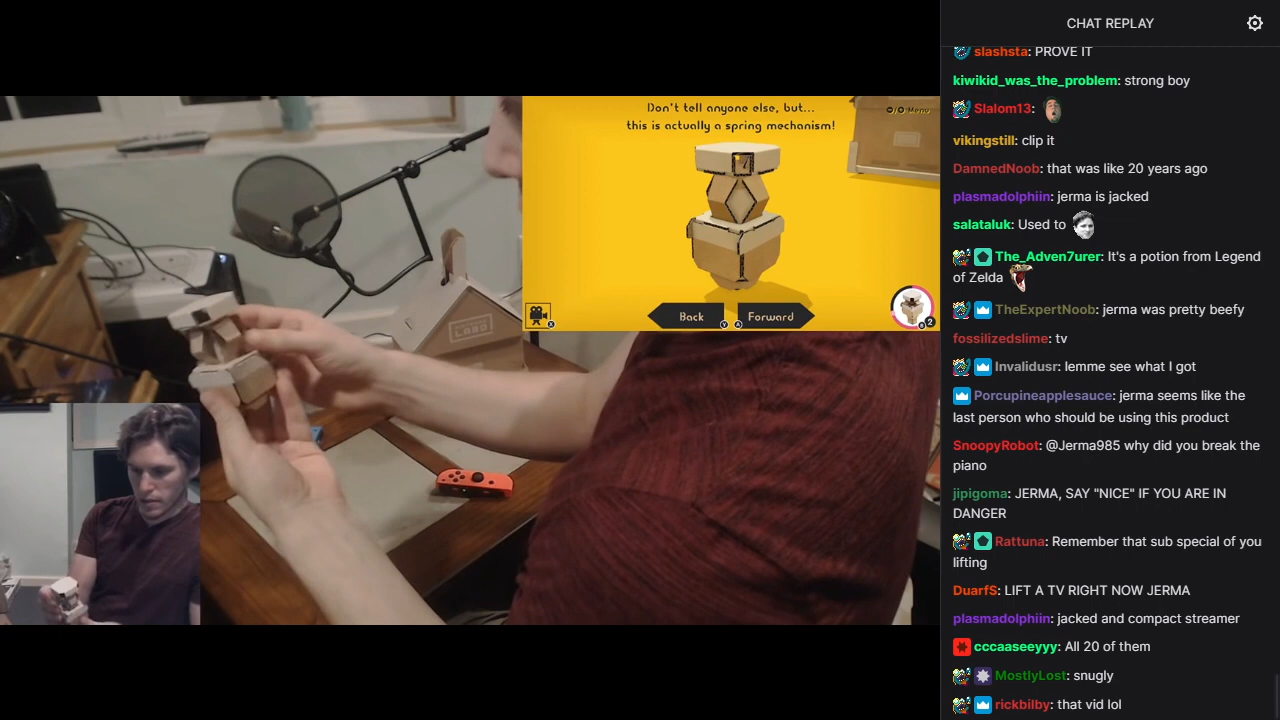 CHAT REPLAY
slashsta: PROVE IT
kiwikid_was_the_problem: strong boy
Slalom13:
vikingstill: clip it
DamnedNoob: that was like 20 years ago
plasmadolphiin: jerma is jacked
salataluk: Used to
The_Adven7urer: It's a potion from Legend
of Zelda
TheExpertNoob: jerma was pretty beefy
fossilizedslime: tv
Invalidusr: lemme see what I got
Porcupineapplesauce: jerma seems like the
last person who should be using this product
SnoopyRobot: @Jerma985 why did you break the
piano
jipigoma: JERMA, SAY "NICE" IF YOU ARE IN
DANGER
Rattuna: Remember that sub special of you
lifting
DuarfS: LIFT A TV RIGHT NOW JERMA
plasmadolphiin: jacked and compact streamer
cccaaseeyyy: All 20 of them
MostlyLost: snugly
rickbilby: that vid lol
Don't tell anyone else, but...
this is actually a spring mechanism!
Menu
Back
Y
A
Forward
X
2
NINTENDO
LABO